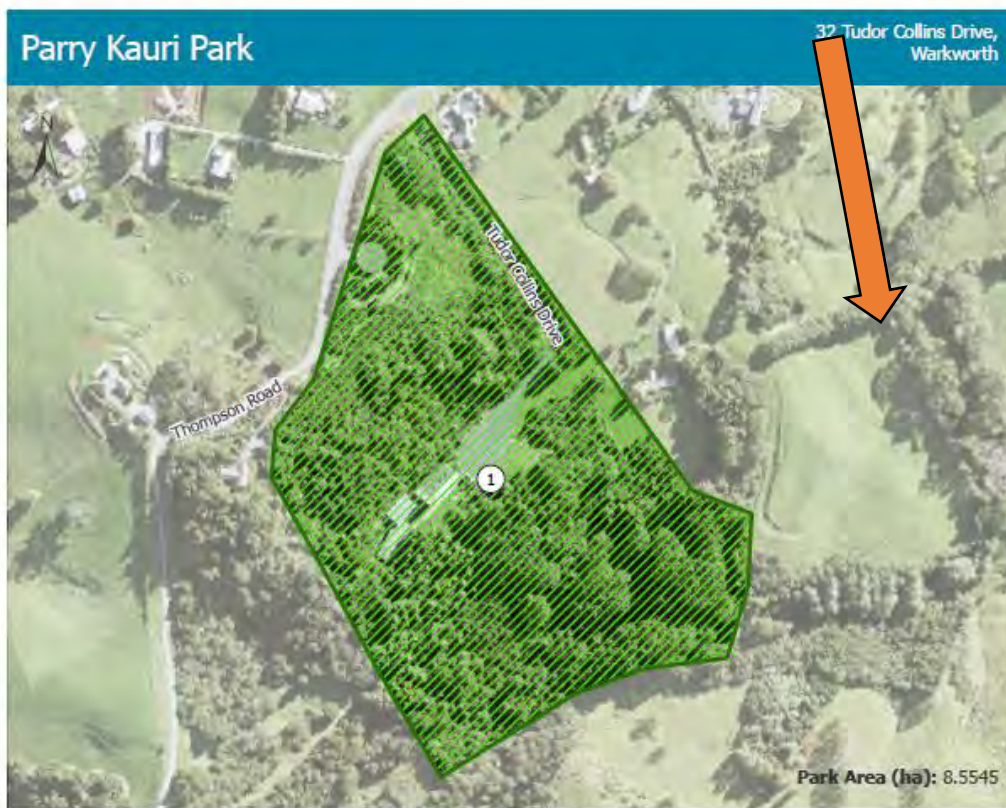 Parry Kauri Park
32 Tudor Collins Drive,
Warkworth
N
Tudor Collins Drive
Thompson Road
1
Park Area (ha): 8.5545